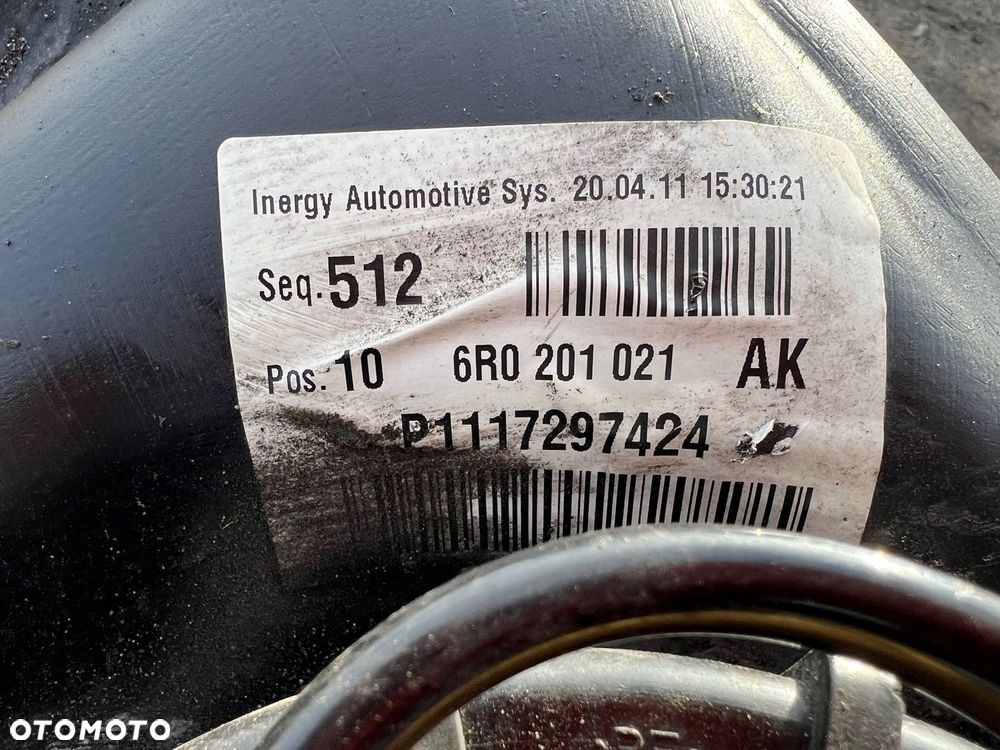 Inergy Automotive Sys. 20.04.11 15:30:21
Seq. 512
Pos. 10 6R0 201 021 AK
P1117297424
OTOMOTO